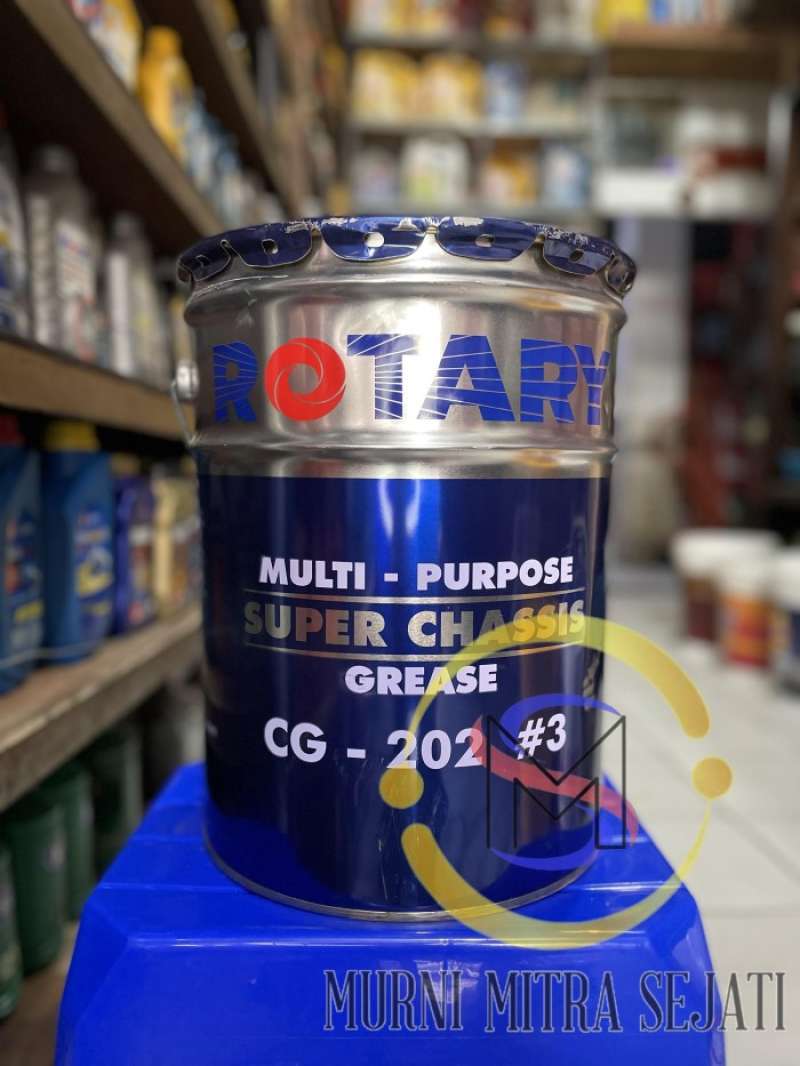 ROTARY
MULTI - PURPOSE
SUPER CHASSIS
GREASE
CG - 202 #3
MURNI MITRA SEJATI